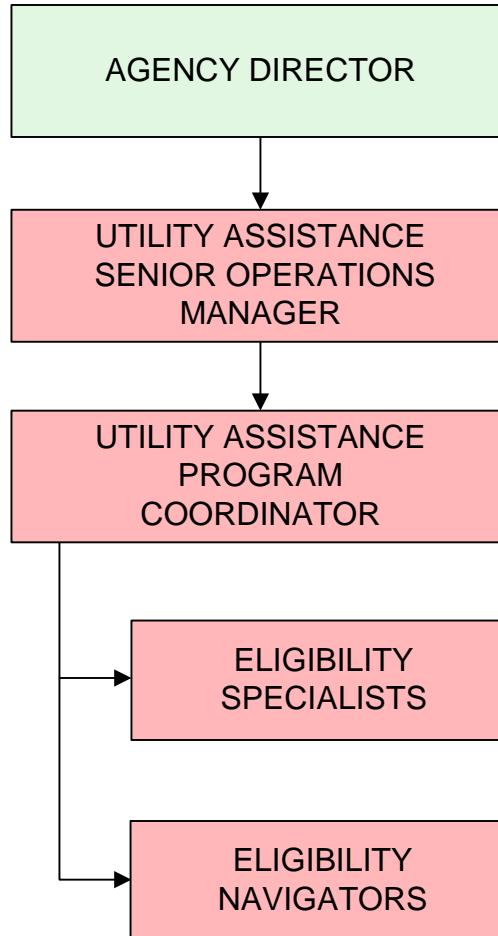 AGENCY DIRECTOR
UTILITY ASSISTANCE
SENIOR OPERATIONS
MANAGER
UTILITY ASSISTANCE
PROGRAM
COORDINATOR
ELIGIBILITY
SPECIALISTS
ELIGIBILITY
NAVIGATORS